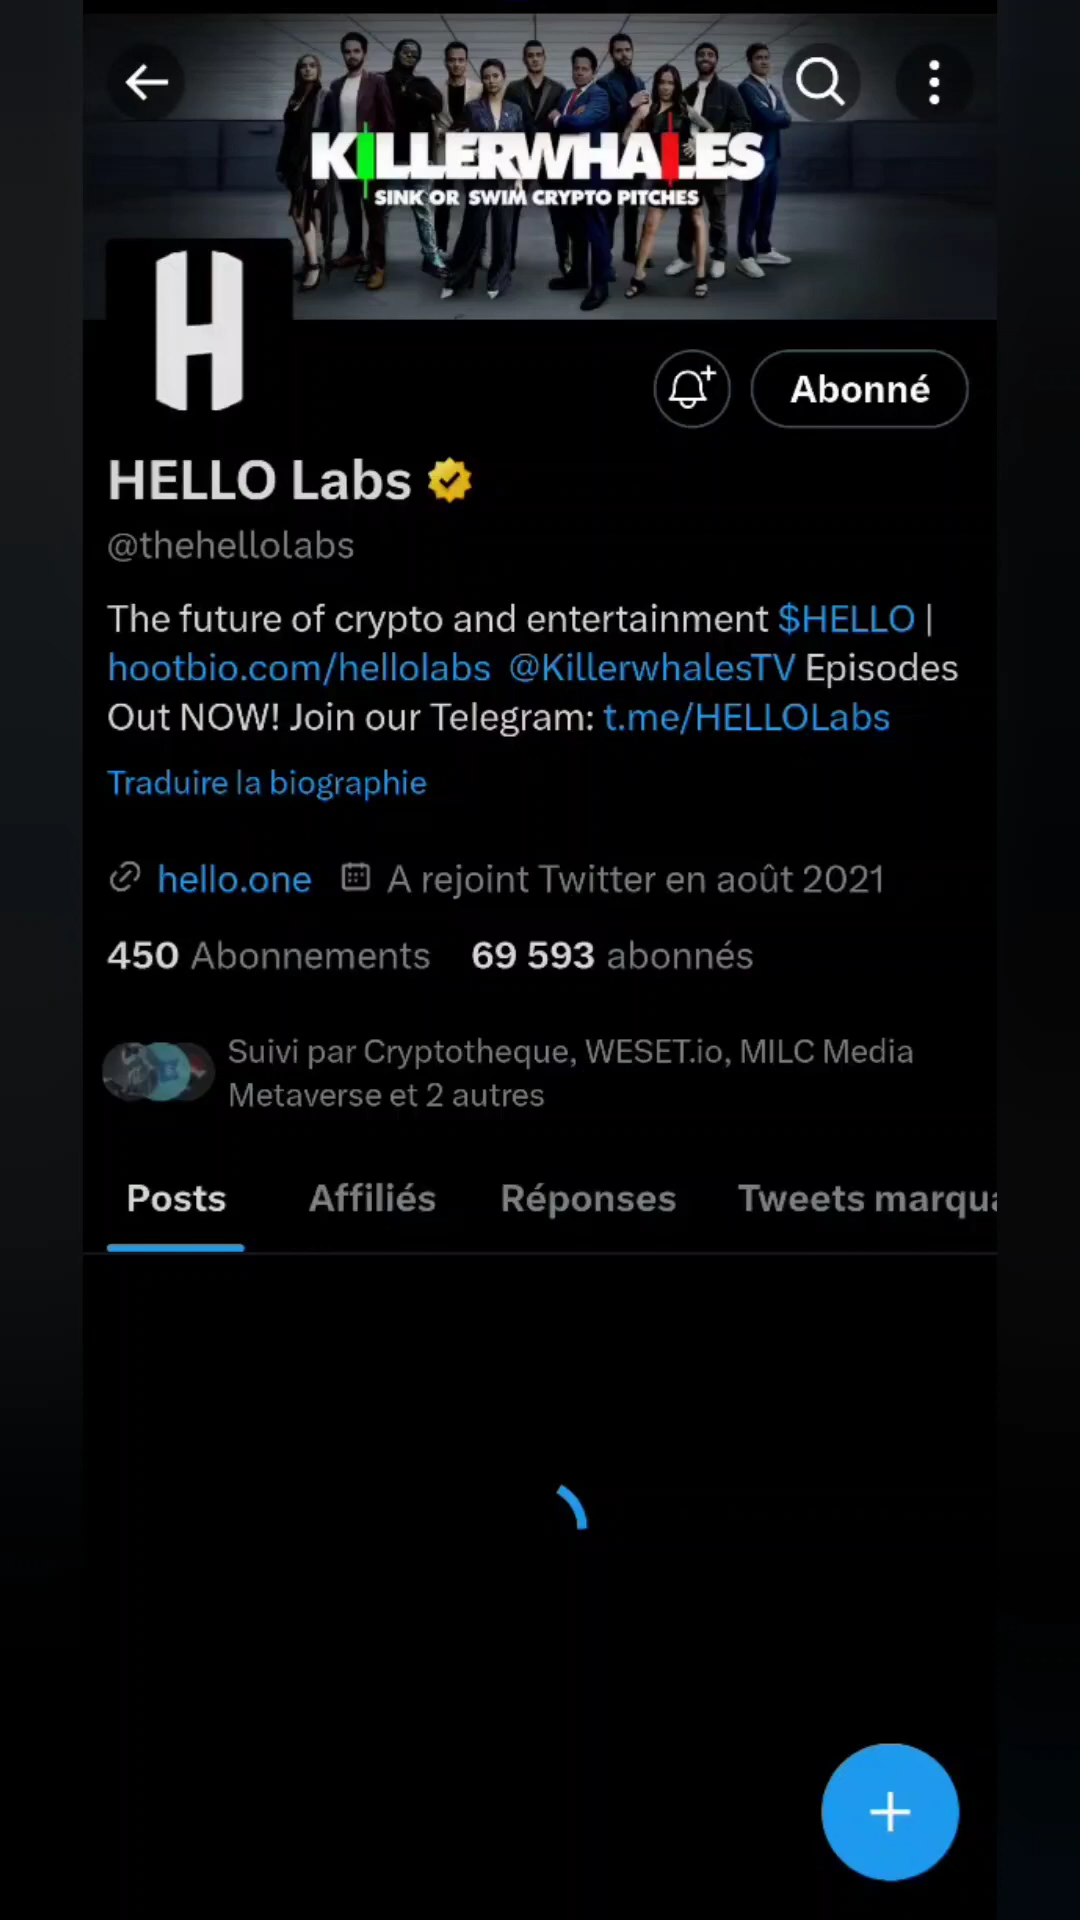 KILLERWHALES
SINK OR SWIM CRYPTO PITCHES
H
Abonné
HELLO Labs
@thehellolabs
The future of crypto and entertainment $HELLO |
hootbio.com/hellolabs @KillerwhalesTV Episodes
Out NOW! Join our Telegram: t.me/HELLOLabs
Traduire la biographie
hello.one A rejoint Twitter en août 2021
450 Abonnements 69 593 abonnés
Suivi par Cryptotheque, WESET.io, MILC Media
Metaverse et 2 autres
Posts Affiliés Réponses Tweets marqua